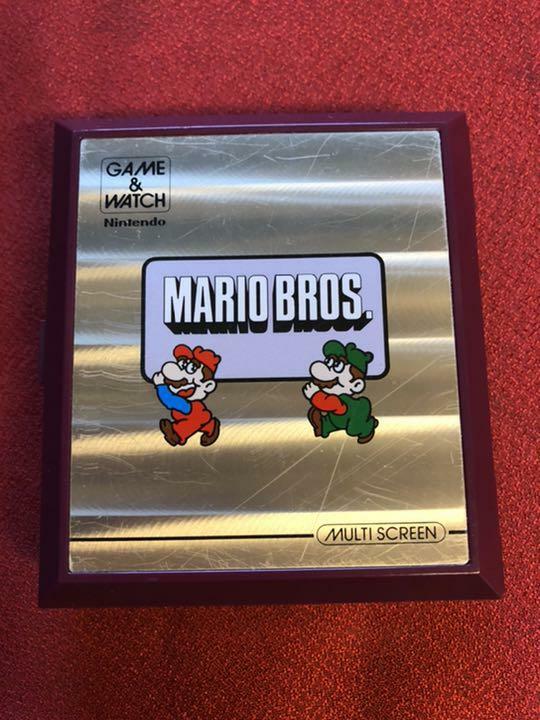 GAME
&
WATCH
Nintendo
MARIO BROS.
MULTI SCREEN